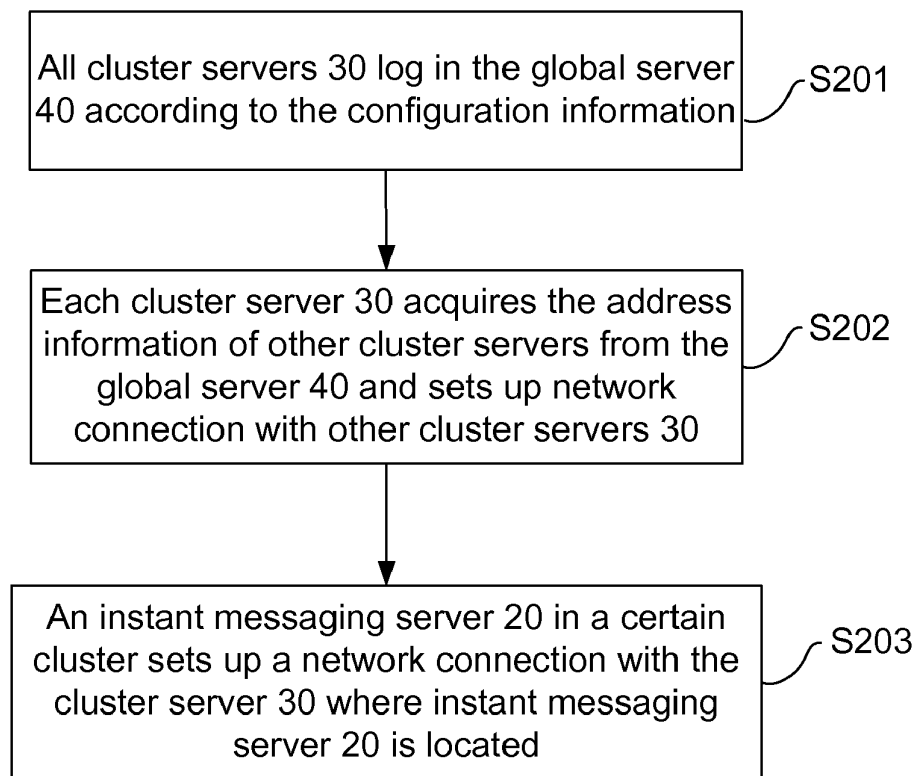 All cluster servers 30 log in the global server
40 according to the configuration information
S201
Each cluster server 30 acquires the address
information of other cluster servers from the
global server 40 and sets up network
connection with other cluster servers 30
S202
An instant messaging server 20 in a certain
cluster sets up a network connection with the
cluster server 30 where instant messaging
server 20 is located
S203